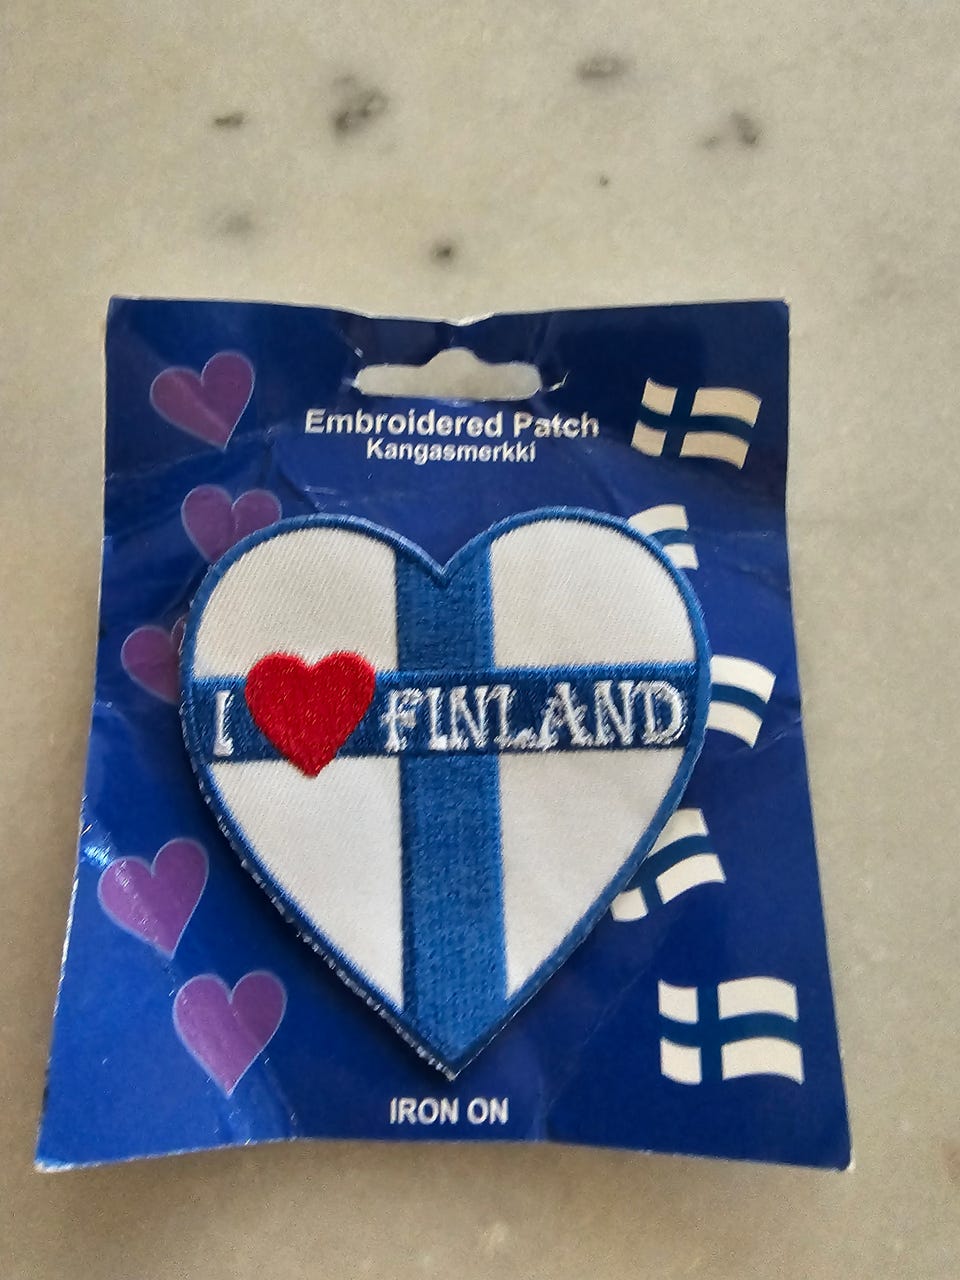 Embroidered Patch
Kangasmerkki
I ❤ FINLAND
IRON ON